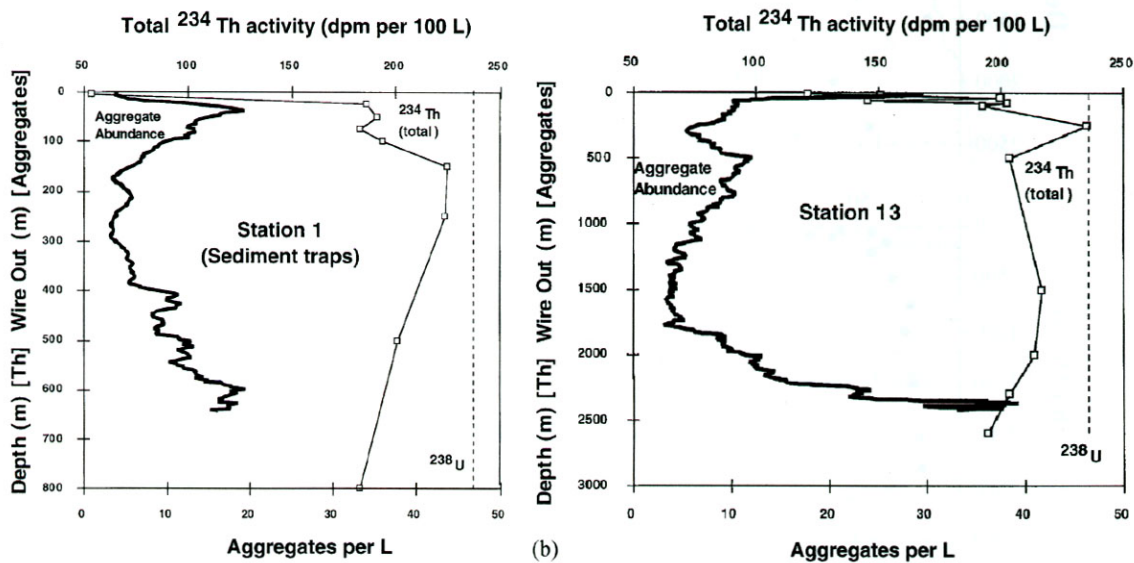 Total 234 Th activity (dpm per 100 L)
50 100 150 200 250
0
100
200
300
400
500
600
700
800
Depth (m) [Th] Wire Out (m) [Aggregates]
Aggregate
Abundance
234 Th
(total)
Station 1
(Sediment traps)
238 U
0 10 20 30 40 50
Aggregates per L
(b)
Total 234 Th activity (dpm per 100 L)
50 100 150 200 250
0
500
1000
1500
2000
2500
3000
Depth (m) [Th] Wire Out (m) [Aggregates]
Aggregate
Abundance
234 Th
(total)
Station 13
238 U
0 10 20 30 40 50
Aggregates per L